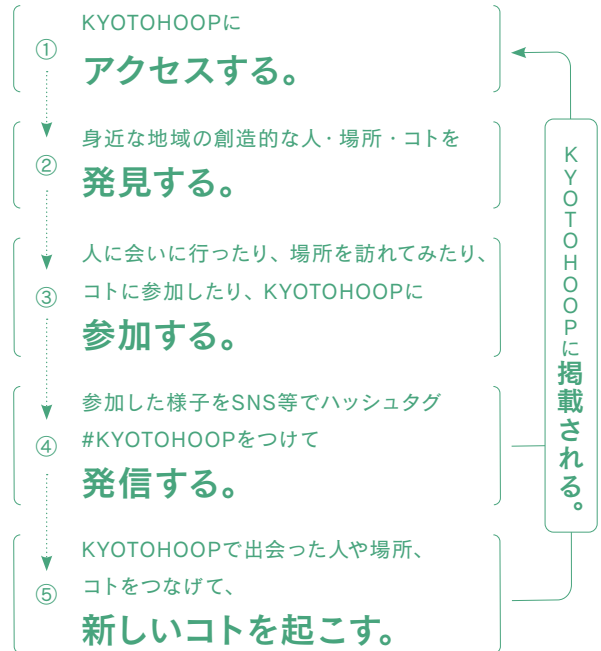 ①
KYOTOHOOPに
アクセスする。
②
身近な地域の創造的な人・場所・コトを
発見する。
③
人に会いに行ったり、場所を訪れてみたり、
コトに参加したり、KYOTOHOOPに
参加する。
④
参加した様子をSNS等でハッシュタグ
#KYOTOHOOPをつけて
発信する。
⑤
KYOTOHOOPで出会った人や場所、
コトをつなげて、
新しいコトを起こす。
KYOTOHOOPに掲載される。